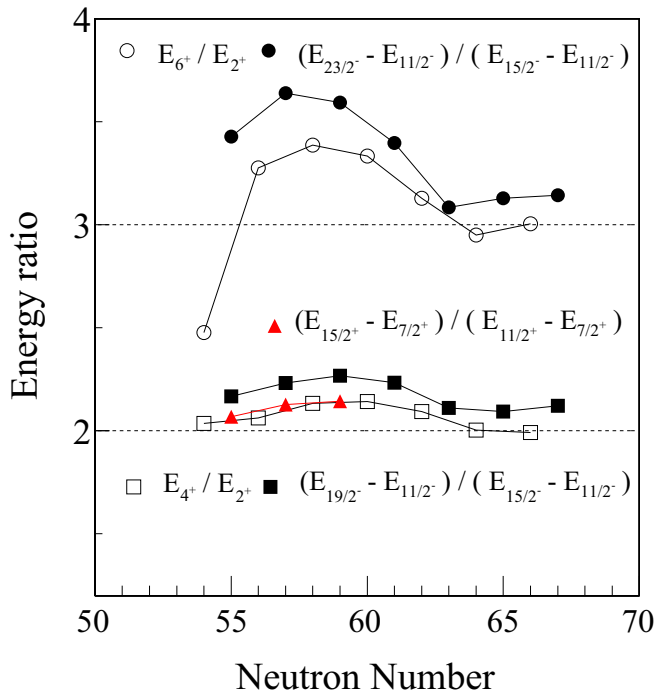 4
E₆⁺ / E₂⁺ (E₂₃/₂⁻ - E₁₁/₂⁻) / ( E₁₅/₂⁻ - E₁₁/₂⁻)
3
(E₁₅/₂⁺ - E₇/₂⁺ ) / ( E₁₁/₂⁺ - E₇/₂⁺ )
Energy ratio
2
E₄⁺ / E₂⁺ (E₁₉/₂⁻ - E₁₁/₂⁻) / ( E₁₅/₂⁻ - E₁₁/₂⁻)
50 55 60 65 70
Neutron Number